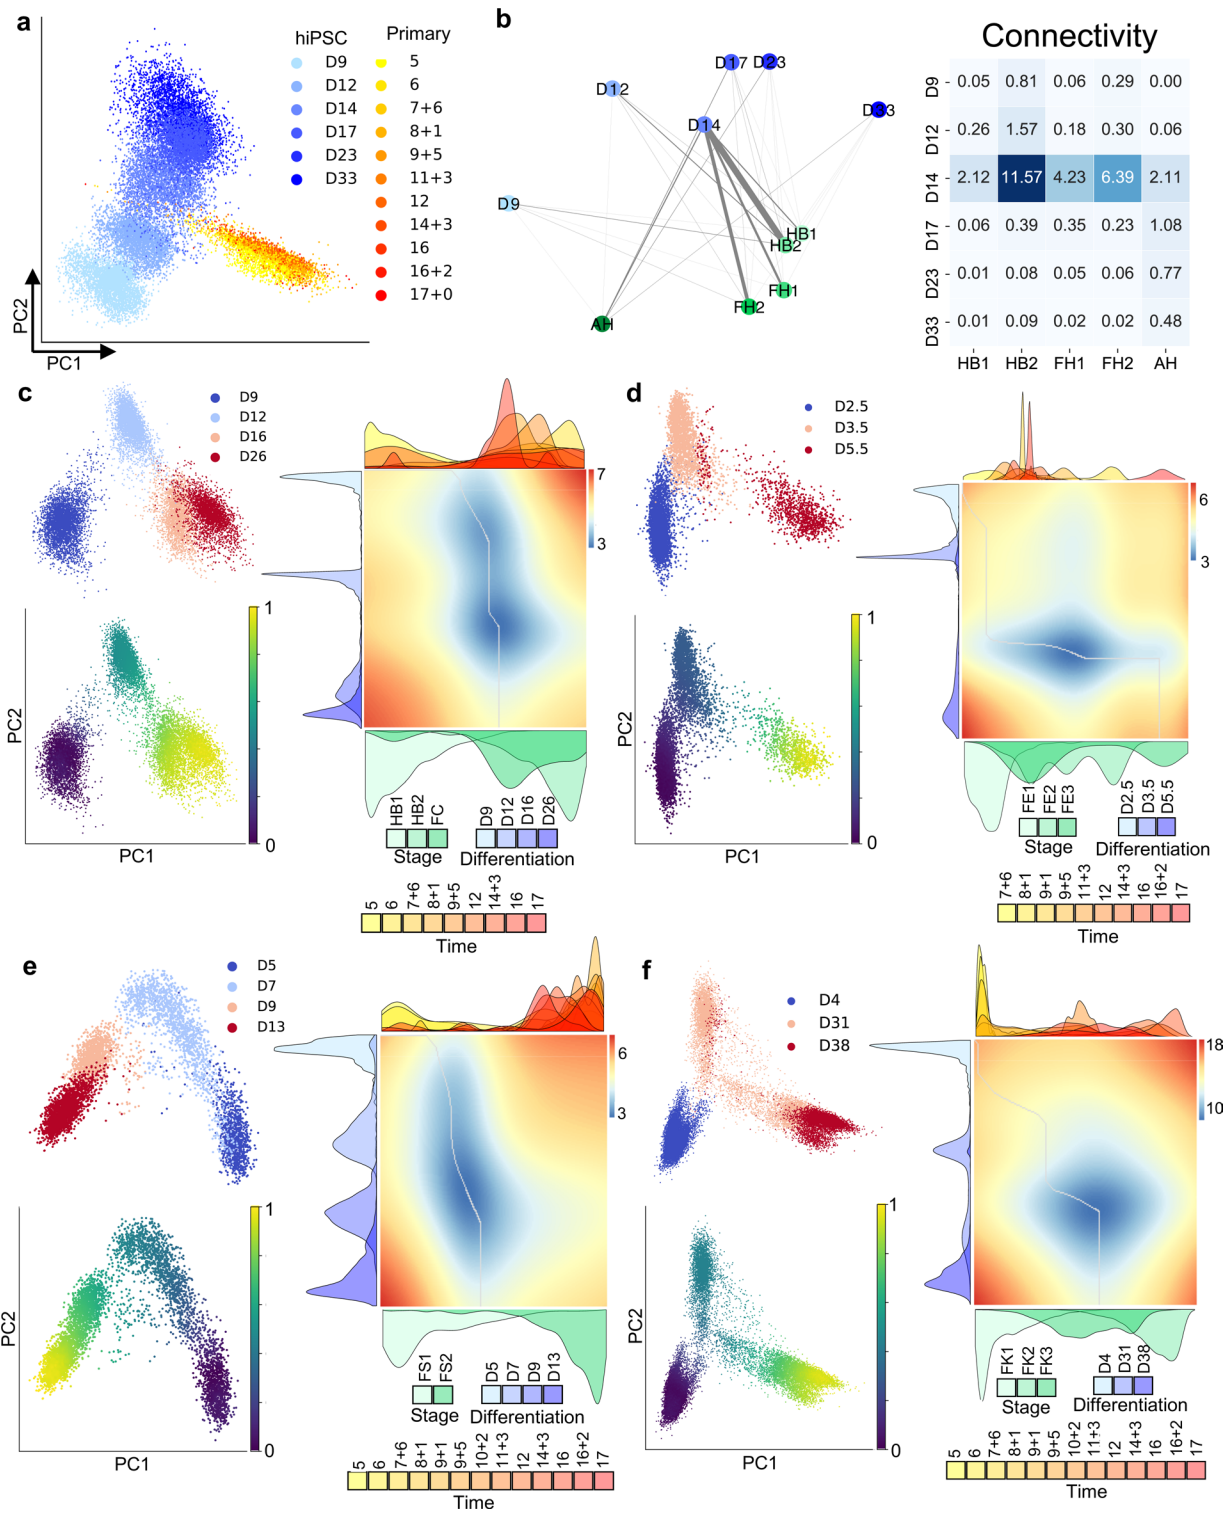 a
hiPSC
Primary
D9
D12
D14
D17
D23
D33
5
6
7+6
8+1
9+5
11+3
12
14+3
16
16+2
17+0
PC2
PC1
b
D17
D23
D12
D33
D14
D9
HB1
HB2
FH1
FH2
AH
Connectivity
D9 0.05 0.81 0.06 0.29 0.00
D12 0.26 1.57 0.18 0.30 0.06
D14 2.12 11.57 4.23 6.39 2.11
D17 0.06 0.39 0.35 0.23 1.08
D23 0.01 0.08 0.05 0.06 0.77
D33 0.01 0.09 0.02 0.02 0.48
HB1 HB2 FH1 FH2 AH
c
D9
D12
D16
D26
7
3
1
0
PC2
PC1
HB1 HB2 FC
Stage
D9 D12 D16 D26
Differentiation
5 6 7+6 8+1 9+5 12 14+3 16 17
Time
d
D2.5
D3.5
D5.5
6
3
1
0
PC2
PC1
FE1 FE2 FE3
Stage
D2.5 D3.5 D5.5
Differentiation
7+6 8+1 9+1 9+5 11+3 12 14+3 16 16+2 17
Time
e
D5
D7
D9
D13
6
3
1
0
PC2
PC1
FS1 FS2
Stage
D5 D7 D9 D13
Differentiation
5 6 7+6 8+1 9+1 9+5 10+2 11+3 12 14+3 16 16+2 17
Time
f
D4
D31
D38
18
10
1
0
PC2
PC1
FK1 FK2 FK3
Stage
D4 D31 D38
Differentiation
5 6 7+6 8+1 9+1 9+5 10+2 11+3 12 14+3 16 16+2 17
Time